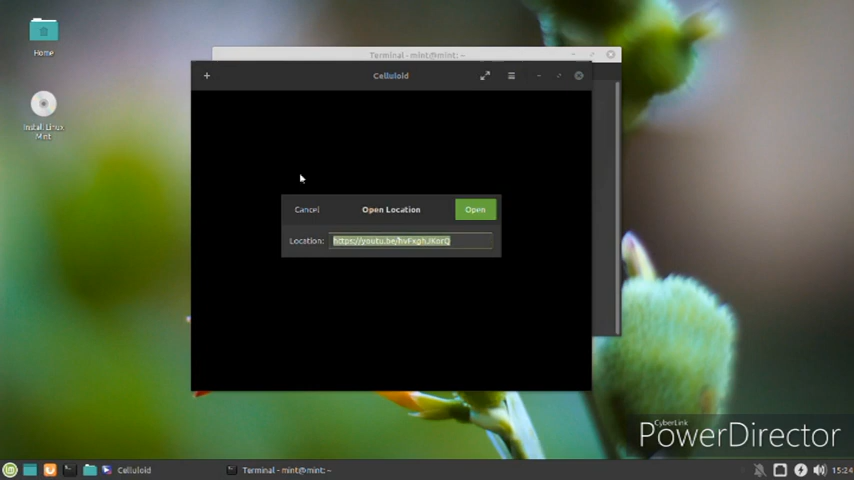 Home
Install Linux
Mint
Terminal - mint@mint: ~
Celluloid
Cancel
Open Location
Open
Location:
CyberLink
PowerDirector
Celluloid
Terminal - mint@mint: ~
15:24